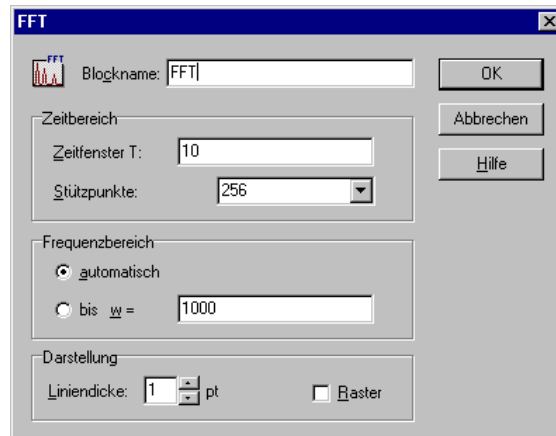 FFT
FFT
Blockname: FFT
OK
Abbrechen
Hilfe
Zeitbereich
Zeitfenster T: 10
Stützpunkte: 256
Frequenzbereich
automatisch
bis w = 1000
Darstellung
Liniendicke: 1 pt
Raster